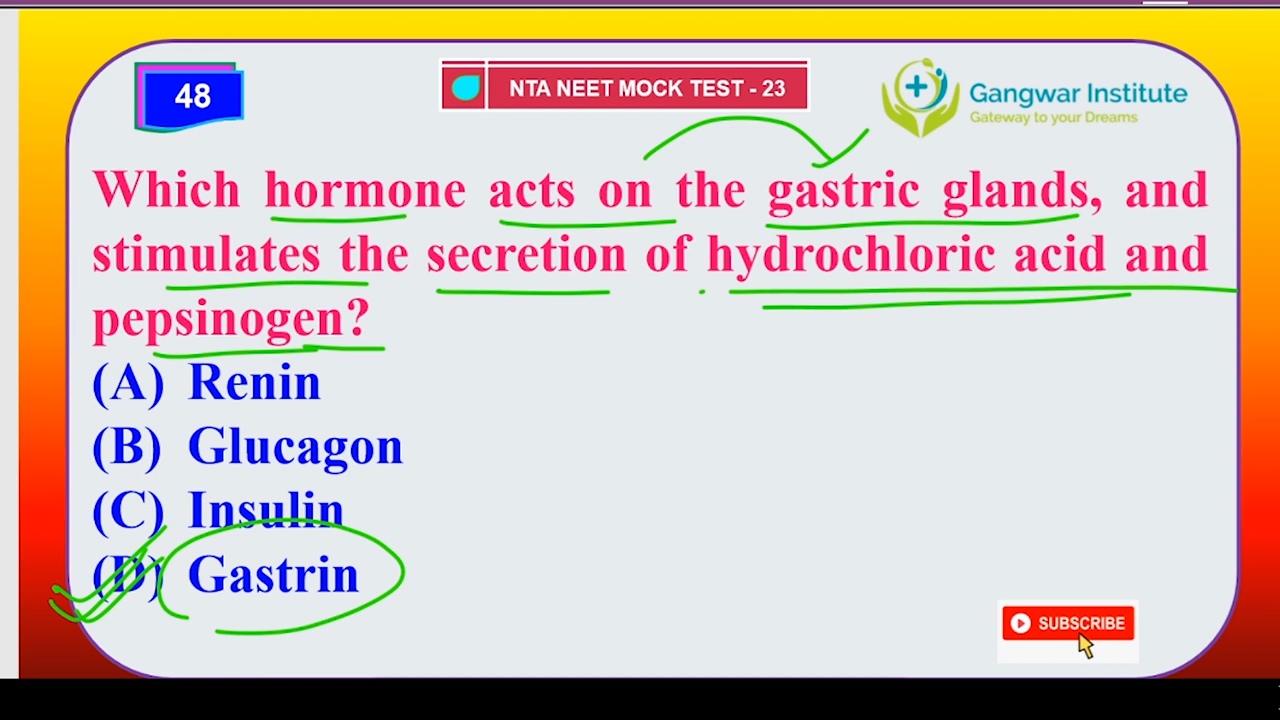 48
NTA NEET MOCK TEST - 23
Gangwar Institute
Gateway to your Dreams
Which hormone acts on the gastric glands, and
stimulates the secretion of hydrochloric acid and
pepsinogen?
(A) Renin
(B) Glucagon
(C) Insulin
(D) Gastrin
SUBSCRIBE